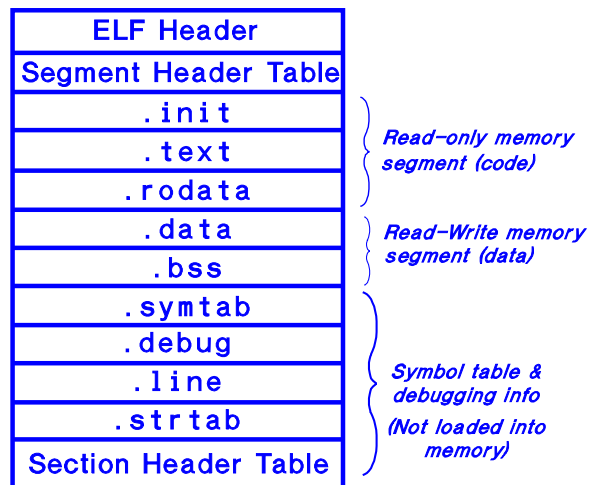 ELF Header
Segment Header Table
.init
.text
.rodata
Read-only memory
segment (code)
.data
.bss
Read-Write memory
segment (data)
.symtab
.debug
.line
.strtab
Section Header Table
Symbol table &
debugging info
(Not loaded into
memory)